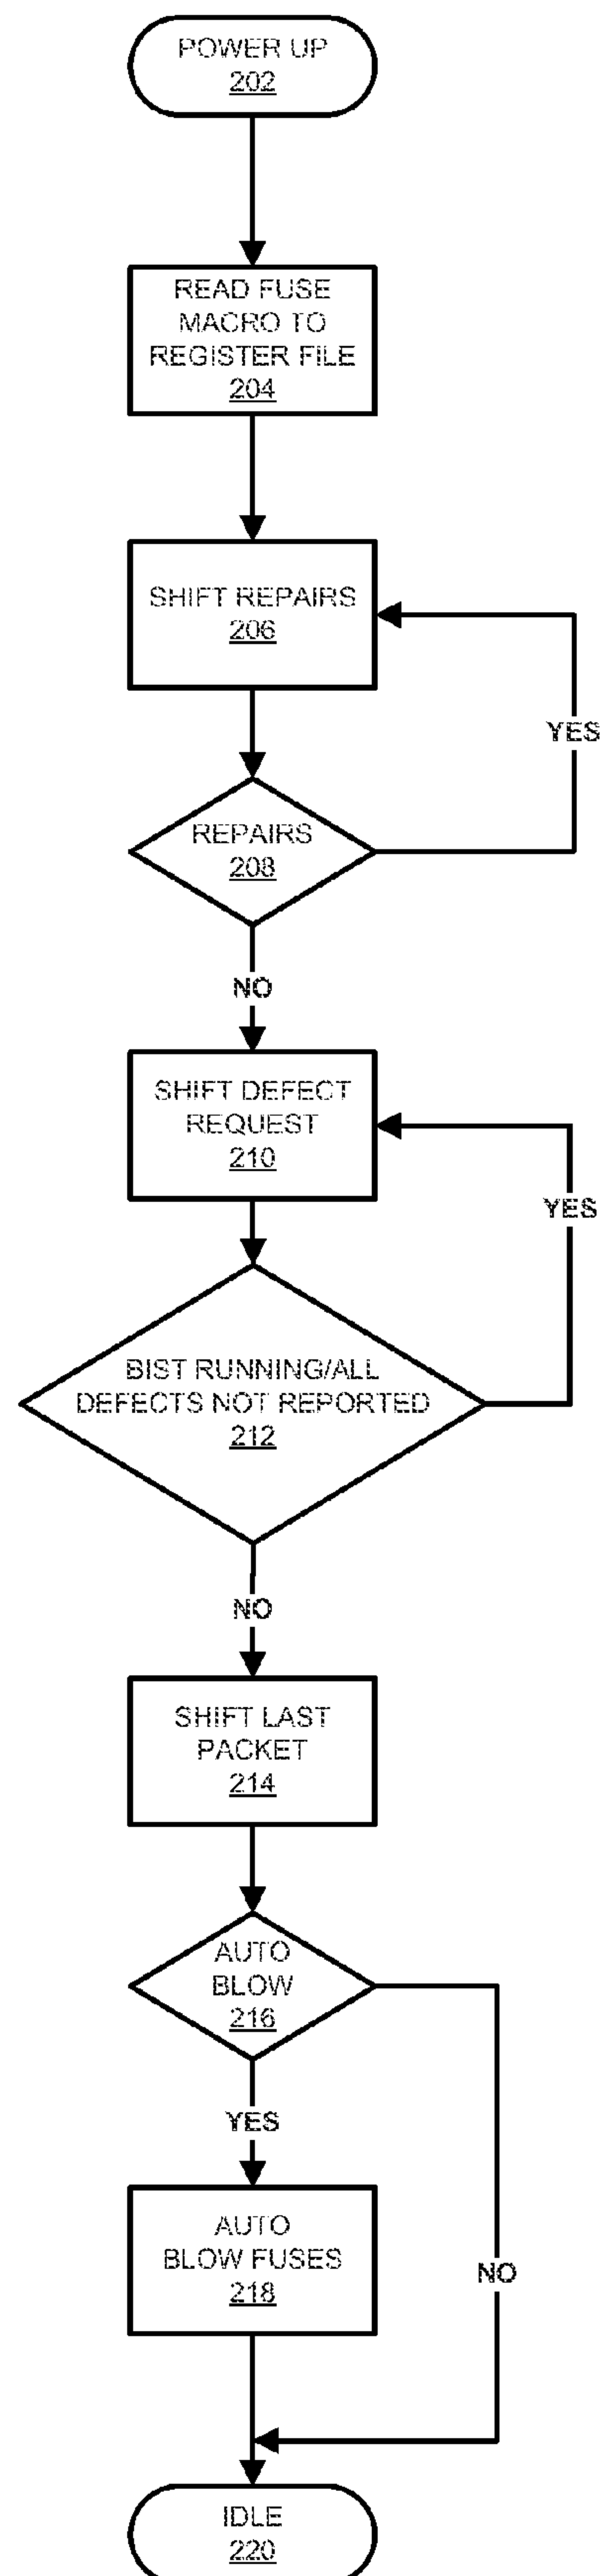 POWER UP
202
READ FUSE
MACRO TO
REGISTER FILE
204
SHIFT REPAIRS
206
YES
REPAIRS
208
NO
SHIFT DEFECT
REQUEST
210
YES
BIST RUNNING/ALL
DEFECTS NOT REPORTED
212
NO
SHIFT LAST
PACKET
214
AUTO
BLOW
216
YES
AUTO
BLOW FUSES
218
NO
IDLE
220